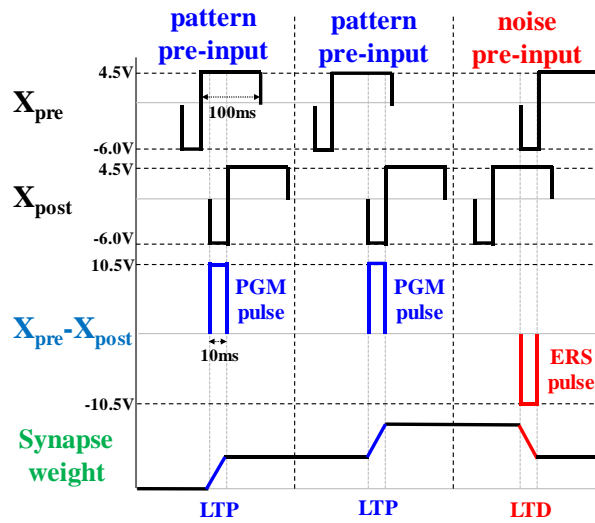 pattern pattern noise
pre-input pre-input pre-input
4.5V
Xpre
100ms
-6.0V
4.5V
Xpost
-6.0V
10.5V
PGM PGM
pulse pulse
Xpre-Xpost
10ms
ERS
pulse
-10.5V
Synapse
weight
LTP LTP LTD